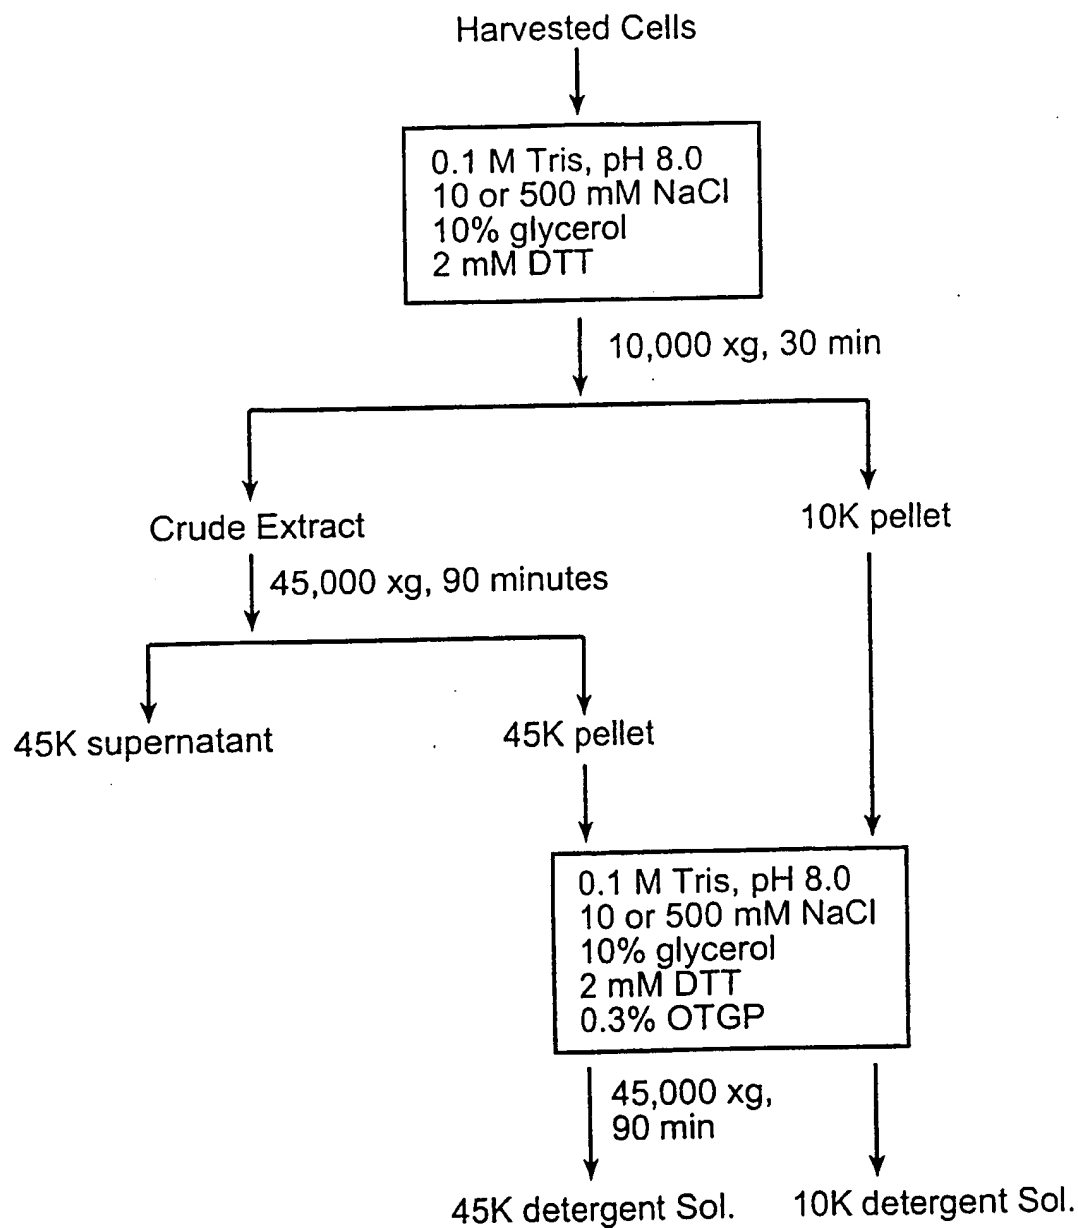 Harvested Cells
0.1 M Tris, pH 8.0
10 or 500 mM NaCl
10% glycerol
2 mM DTT
10,000 xg, 30 min
Crude Extract
10K pellet
45,000 xg, 90 minutes
45K supernatant
45K pellet
0.1 M Tris, pH 8.0
10 or 500 mM NaCl
10% glycerol
2 mM DTT
0.3% OTGP
45,000 xg,
90 min
45K detergent Sol.
10K detergent Sol.